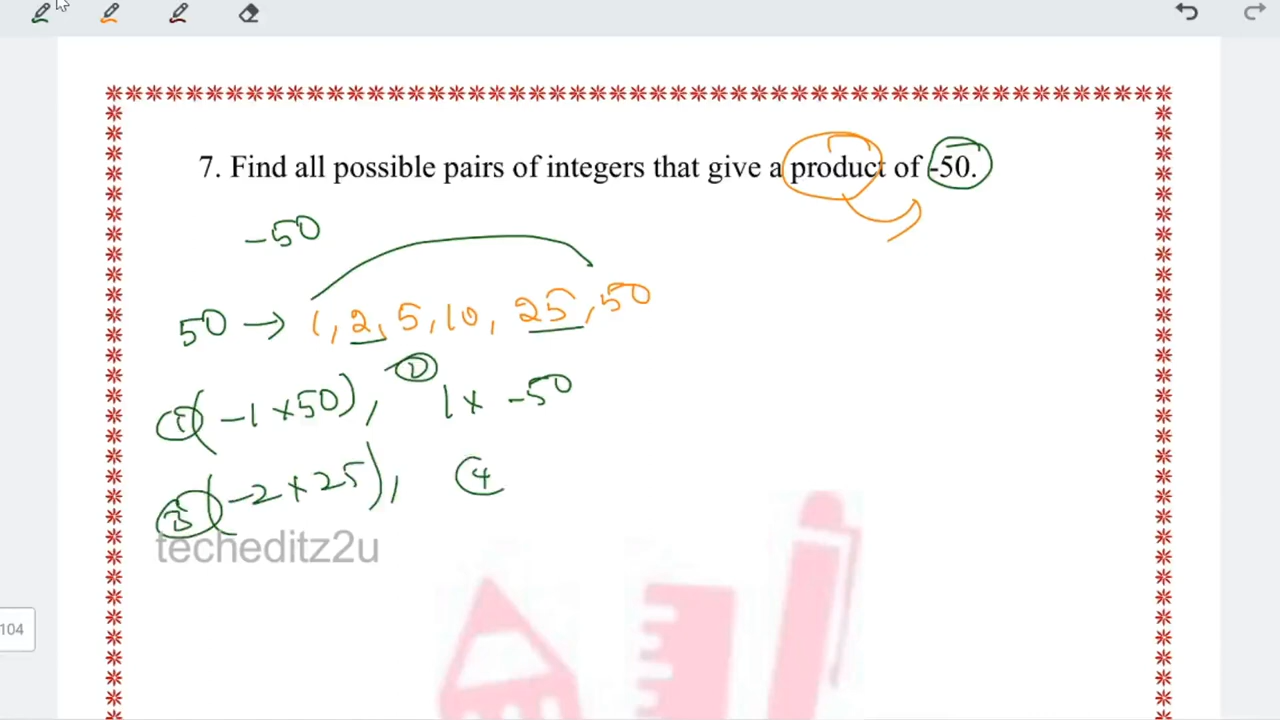 7. Find all possible pairs of integers that give a product of -50.
-50
50 → 1, 2, 5, 10, 25, 50
① (-1 × 50), ② 1 × -50
③ (-2 × 25), ④
techeditz2u
104